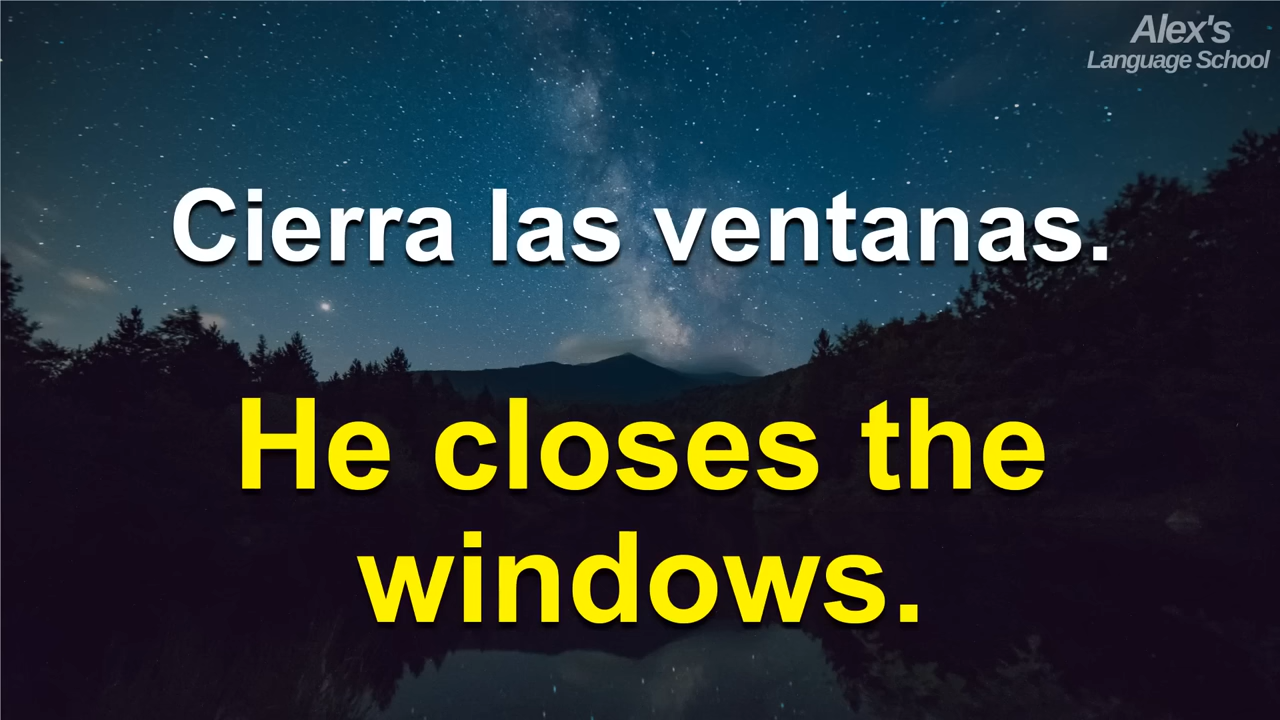 Alex's
Language School
Cierra las ventanas.
He closes the
windows.